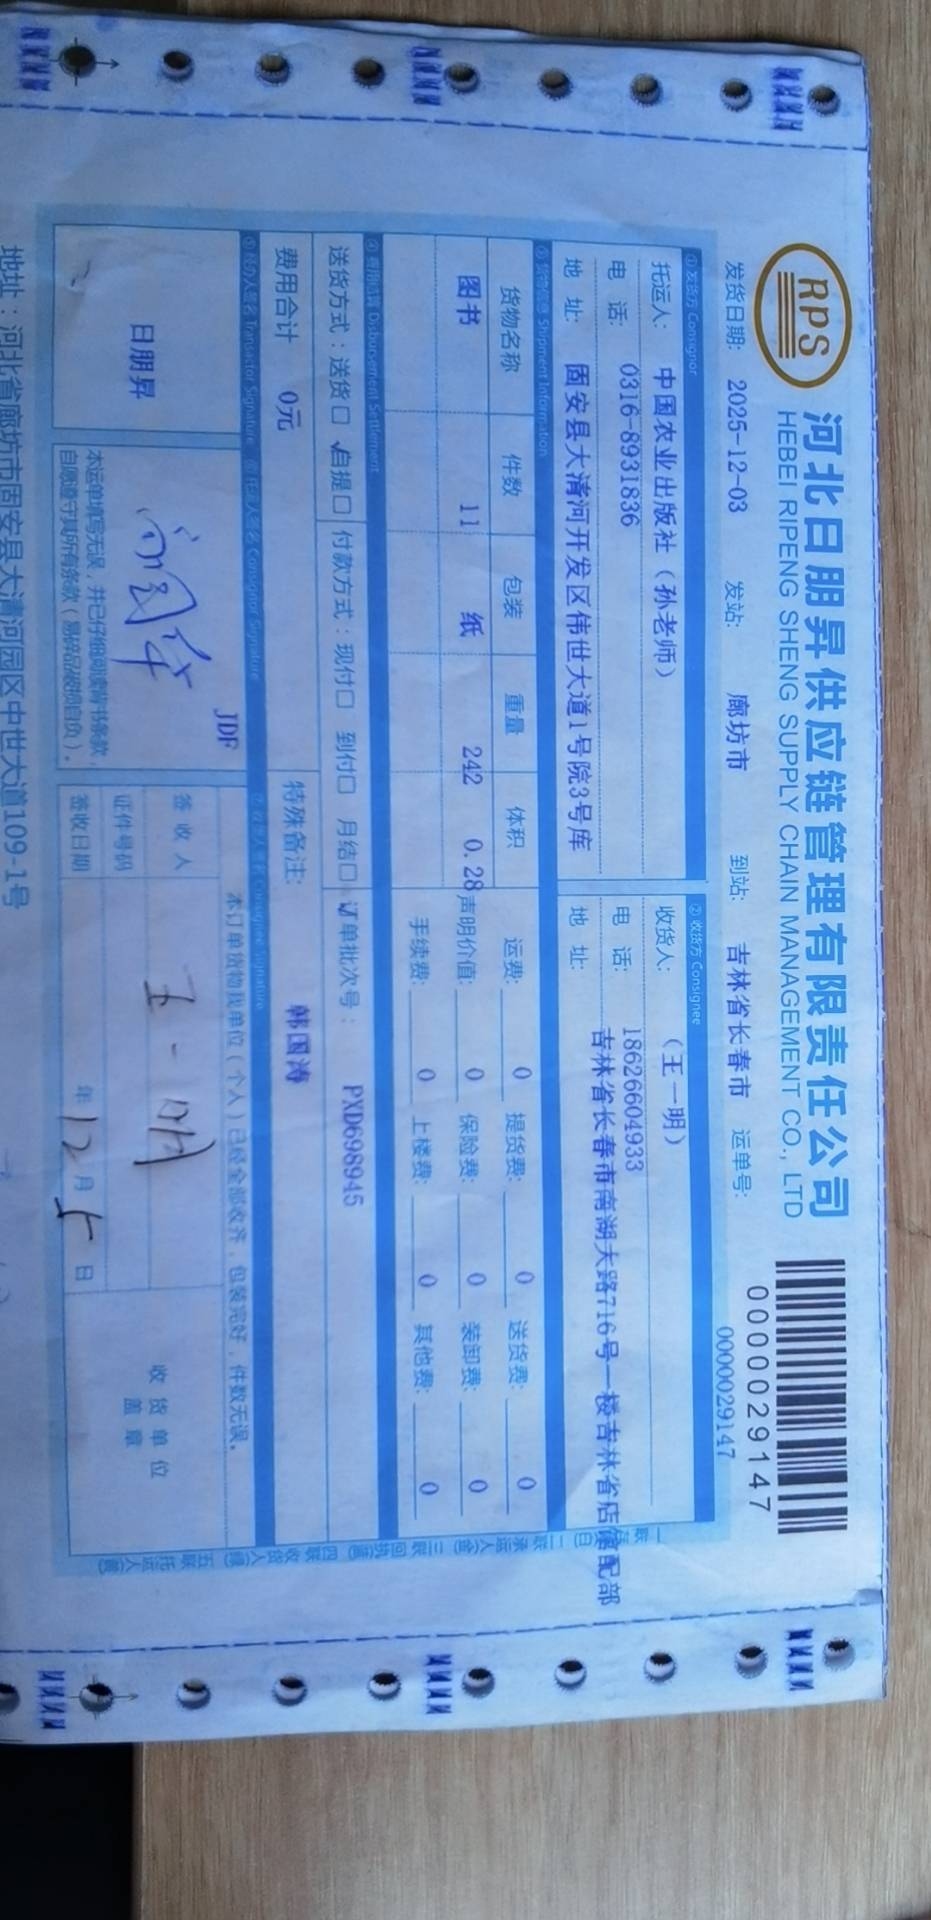 RPS
河北日朋昇供应链管理有限责任公司
HEBEI RIPENG SHENG SUPPLY CHAIN MANAGEMENT CO., LTD
0000029147
发货日期: 2025-12-03 发站: 廊坊市 到站: 吉林省长春市 运单号: 0000029147
① 发货方 Consignor ② 收货方 Consignee
托运人: 中国农业出版社（孙老师） 收货人: （王一明）
电 话: 0316-8931836 电 话: 18626604933
地 址: 固安县大清河开发区伟世大道1号院3号库 地 址: 吉林省长春市南湖大路716号一楼吉林省店馆配部
③ 货物信息 Shipment Information
货物名称 件数 包装 重量 体积 运费: 0 提货费: 0 送货费: 0
图书 11 纸 242 0.28 声明价值: 0 保险费: 0 装卸费: 0
手续费: 0 上楼费: 0 其他费: 0
④ 费用结算 Disbursement Settlement
送货方式：送货□ √自提□ 付款方式：现付□ 到付□ 月结□ 订单批次号： PXD698945
费用合计 0元 特殊备注: 韩国涛
⑤ 经办人签名 Transactor Signature Consignor Signature Consignee Signature
JDF 本订单货物我单位（个人）已经全部收齐，包装完好，件数无误。
日朋昇 签 收 人 王一明 收货单位
证件号码 盖章
本运单填写无误，并已仔细阅读背书条款，
自愿遵守其所有条款（易碎品破损自负）。 签收日期 年 12 月 5 日
地址：河北省廊坊市固安县大清河园区中世大道109-1号